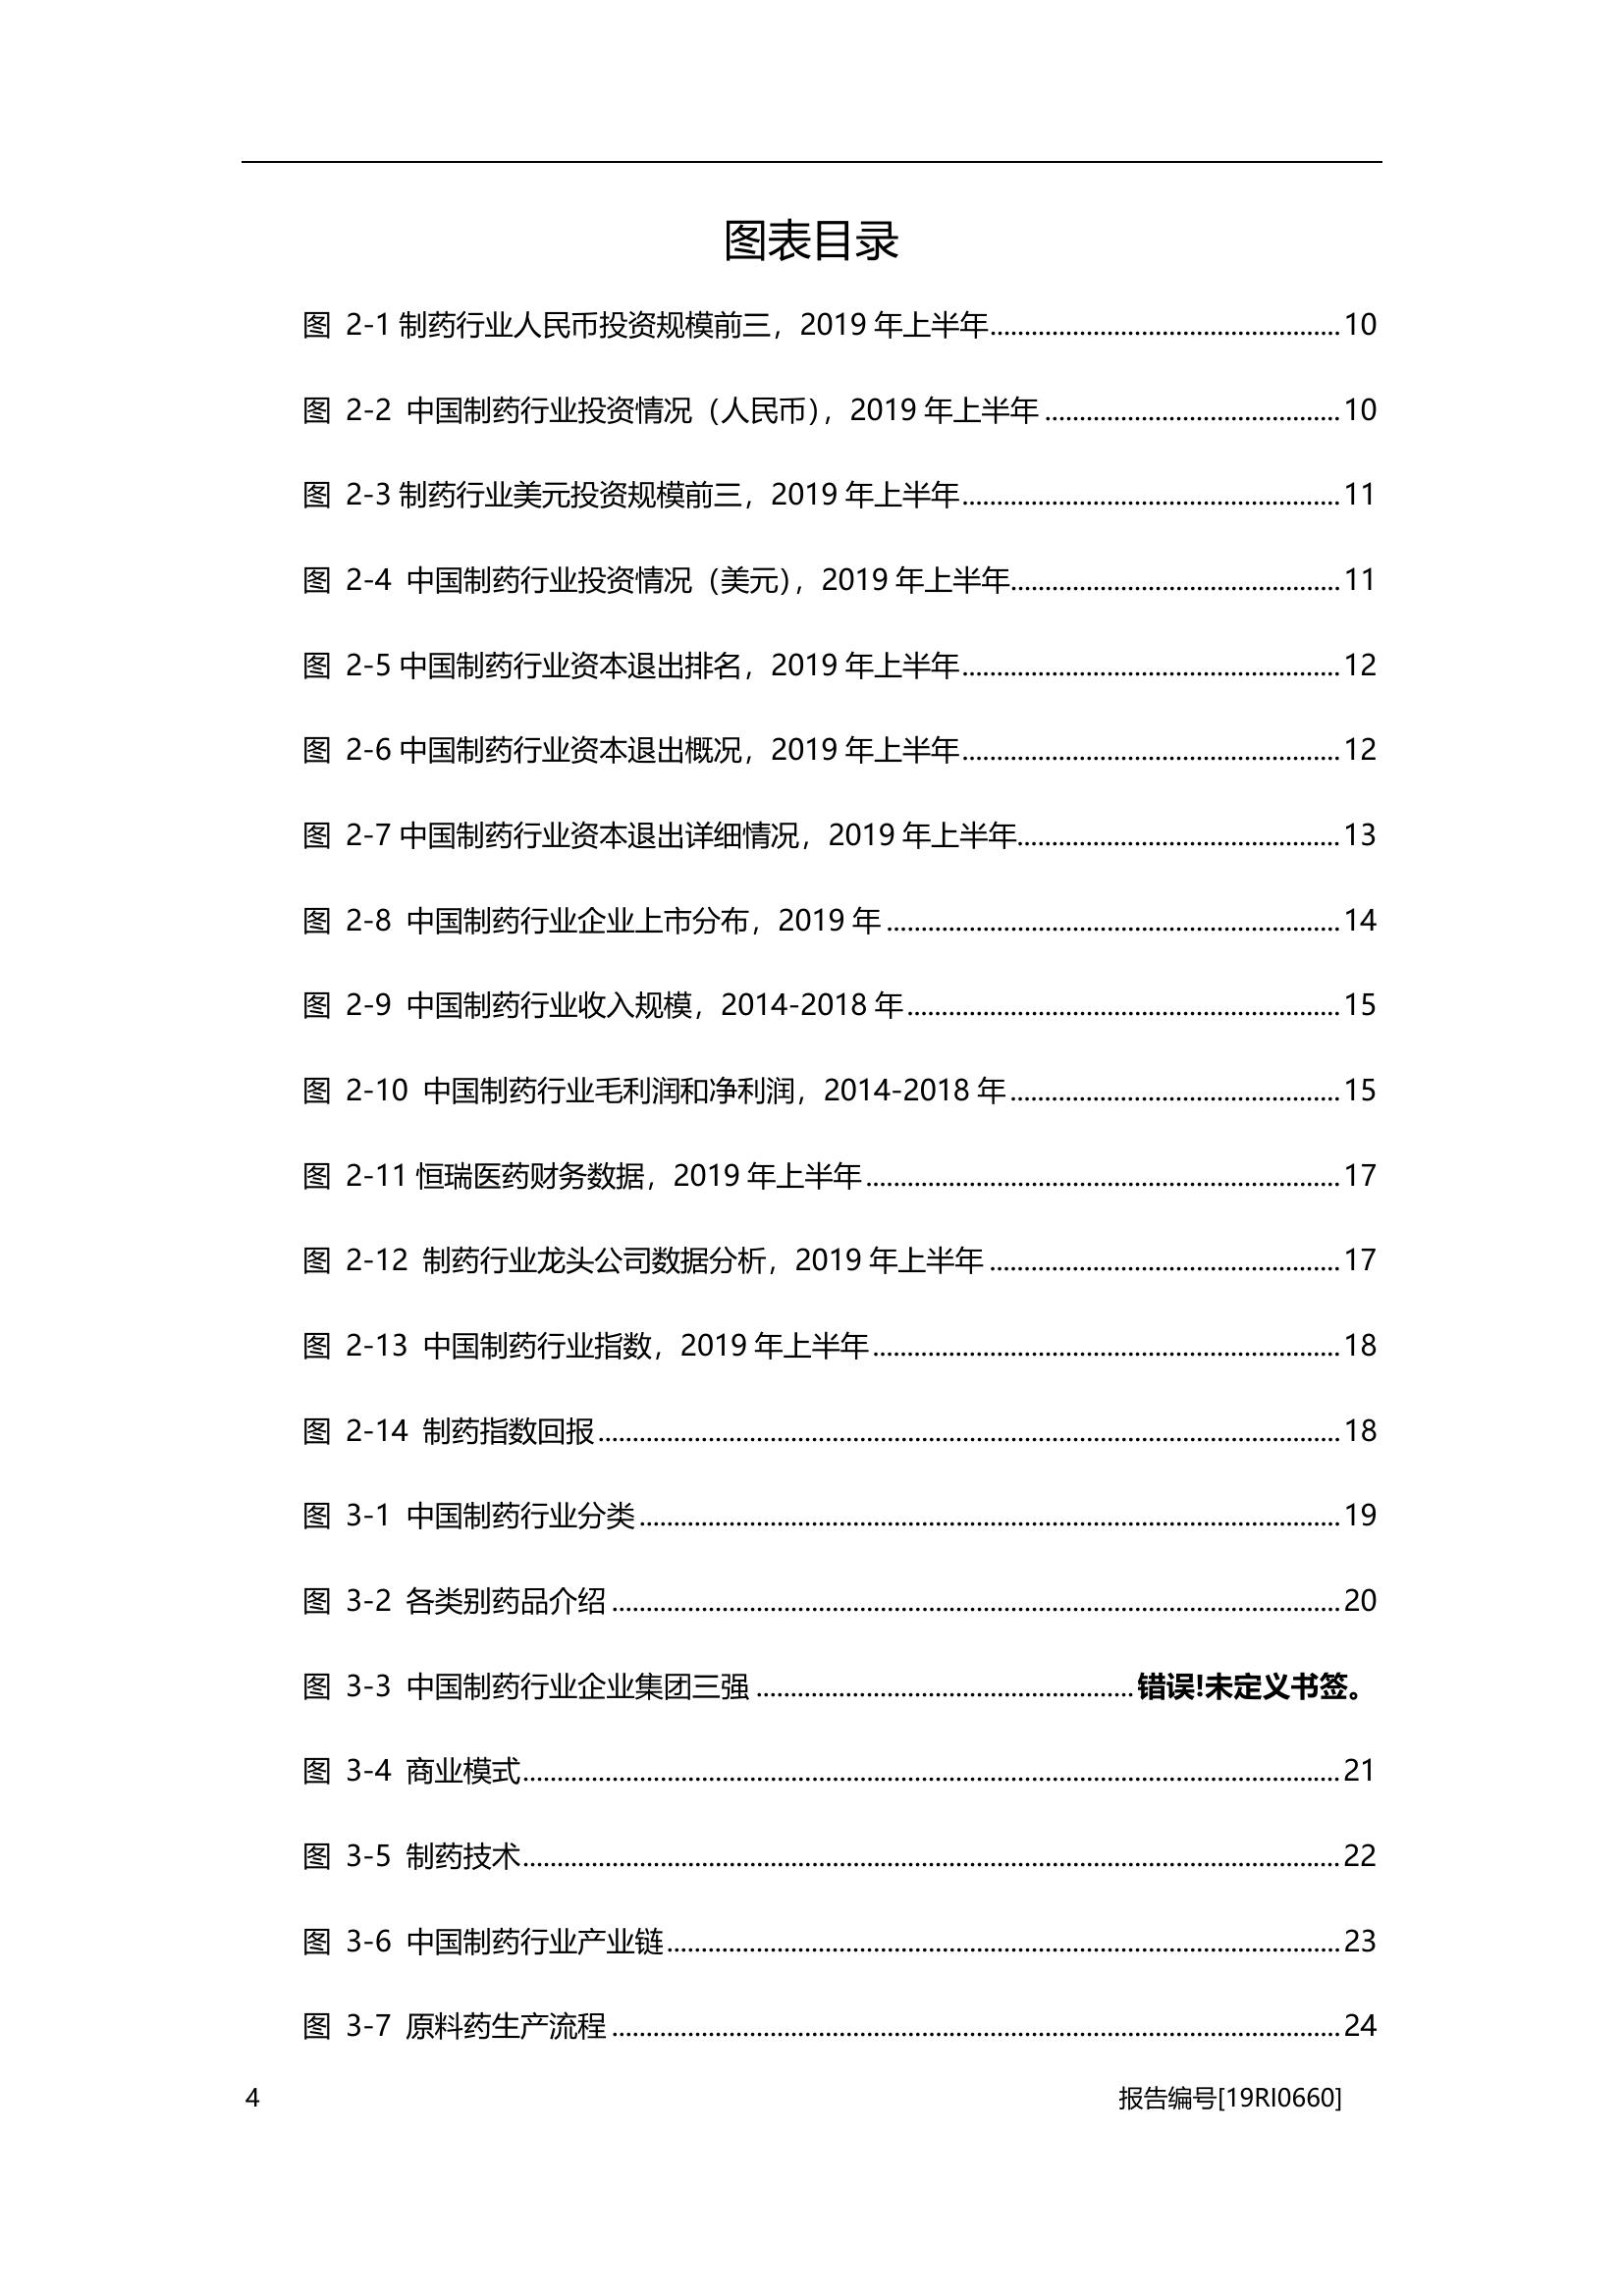 图表目录
图 2-1 制药行业人民币投资规模前三，2019 年上半年...................................................10
图 2-2 中国制药行业投资情况（人民币），2019 年上半年...........................................10
图 2-3 制药行业美元投资规模前三，2019 年上半年.......................................................11
图 2-4 中国制药行业投资情况（美元），2019 年上半年................................................11
图 2-5 中国制药行业资本退出排名，2019 年上半年.......................................................12
图 2-6 中国制药行业资本退出概况，2019 年上半年.......................................................12
图 2-7 中国制药行业资本退出详细情况，2019 年上半年...............................................13
图 2-8 中国制药行业企业上市分布，2019 年..................................................................14
图 2-9 中国制药行业收入规模，2014-2018 年...............................................................15
图 2-10 中国制药行业毛利润和净利润，2014-2018 年................................................15
图 2-11 恒瑞医药财务数据，2019 年上半年.....................................................................17
图 2-12 制药行业龙头公司数据分析，2019 年上半年...................................................17
图 2-13 中国制药行业指数，2019 年上半年....................................................................18
图 2-14 制药指数回报............................................................................................................18
图 3-1 中国制药行业分类......................................................................................................19
图 3-2 各类别药品介绍..........................................................................................................20
图 3-3 中国制药行业企业集团三强.......................................................错误!未定义书签。
图 3-4 商业模式.......................................................................................................................21
图 3-5 制药技术.......................................................................................................................22
图 3-6 中国制药行业产业链..................................................................................................23
图 3-7 原料药生产流程..........................................................................................................24
4 报告编号[19RI0660]